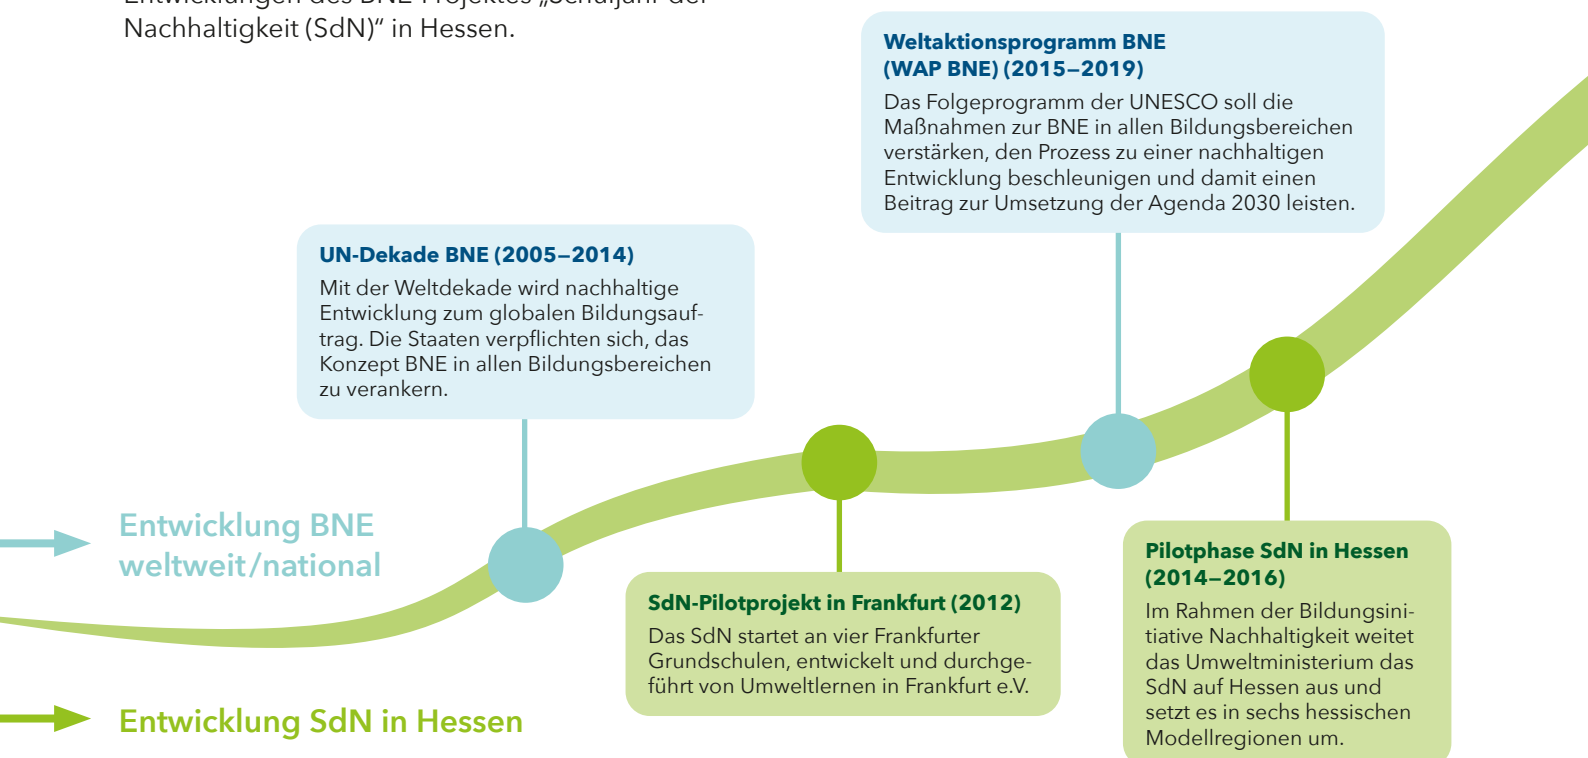 Entwicklungen des BNE-Projektes „Schuljahr der
Nachhaltigkeit (SdN)“ in Hessen.
Weltaktionsprogramm BNE
(WAP BNE) (2015–2019)
Das Folgeprogramm der UNESCO soll die
Maßnahmen zur BNE in allen Bildungsbereichen
verstärken, den Prozess zu einer nachhaltigen
Entwicklung beschleunigen und damit einen
Beitrag zur Umsetzung der Agenda 2030 leisten.
UN-Dekade BNE (2005–2014)
Mit der Weltdekade wird nachhaltige
Entwicklung zum globalen Bildungsauf-
trag. Die Staaten verpflichten sich, das
Konzept BNE in allen Bildungsbereichen
zu verankern.
Entwicklung BNE
weltweit/national
SdN-Pilotprojekt in Frankfurt (2012)
Das SdN startet an vier Frankfurter
Grundschulen, entwickelt und durchge-
führt von Umweltlernen in Frankfurt e.V.
Pilotphase SdN in Hessen
(2014–2016)
Im Rahmen der Bildungsini-
tiative Nachhaltigkeit weitet
das Umweltministerium das
SdN auf Hessen aus und
setzt es in sechs hessischen
Modellregionen um.
Entwicklung SdN in Hessen